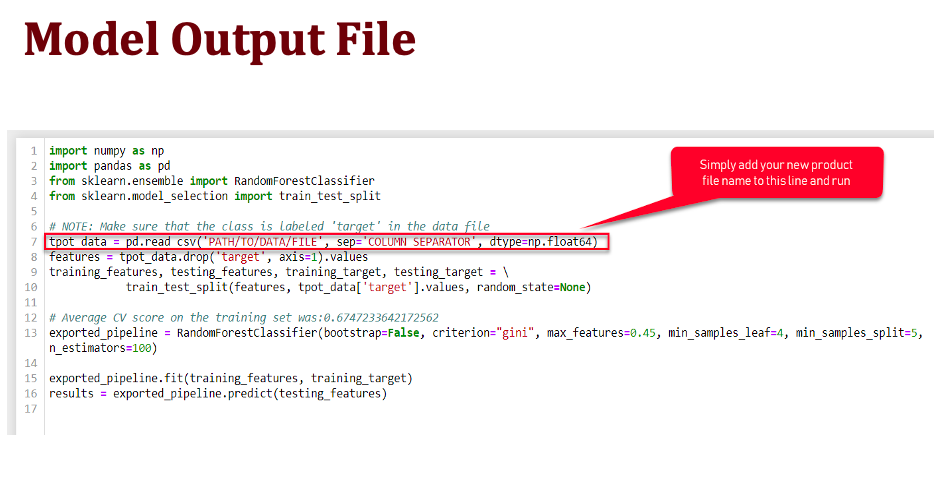 Model Output File
Simply add your new product
file name to this line and run
1 import numpy as np
2 import pandas as pd
3 from sklearn.ensemble import RandomForestClassifier
4 from sklearn.model_selection import train_test_split
5
6 # NOTE: Make sure that the class is labeled 'target' in the data file
7 tpot_data = pd.read_csv('PATH/TO/DATA/FILE', sep='COLUMN_SEPARATOR', dtype=np.float64)
8 features = tpot_data.drop('target', axis=1).values
9 training_features, testing_features, training_target, testing_target = \
10 train_test_split(features, tpot_data['target'].values, random_state=None)
11
12 # Average CV score on the training set was:0.6747233642172562
13 exported_pipeline = RandomForestClassifier(bootstrap=False, criterion="gini", max_features=0.45, min_samples_leaf=4, min_samples_split=5,
n_estimators=100)
14
15 exported_pipeline.fit(training_features, training_target)
16 results = exported_pipeline.predict(testing_features)
17